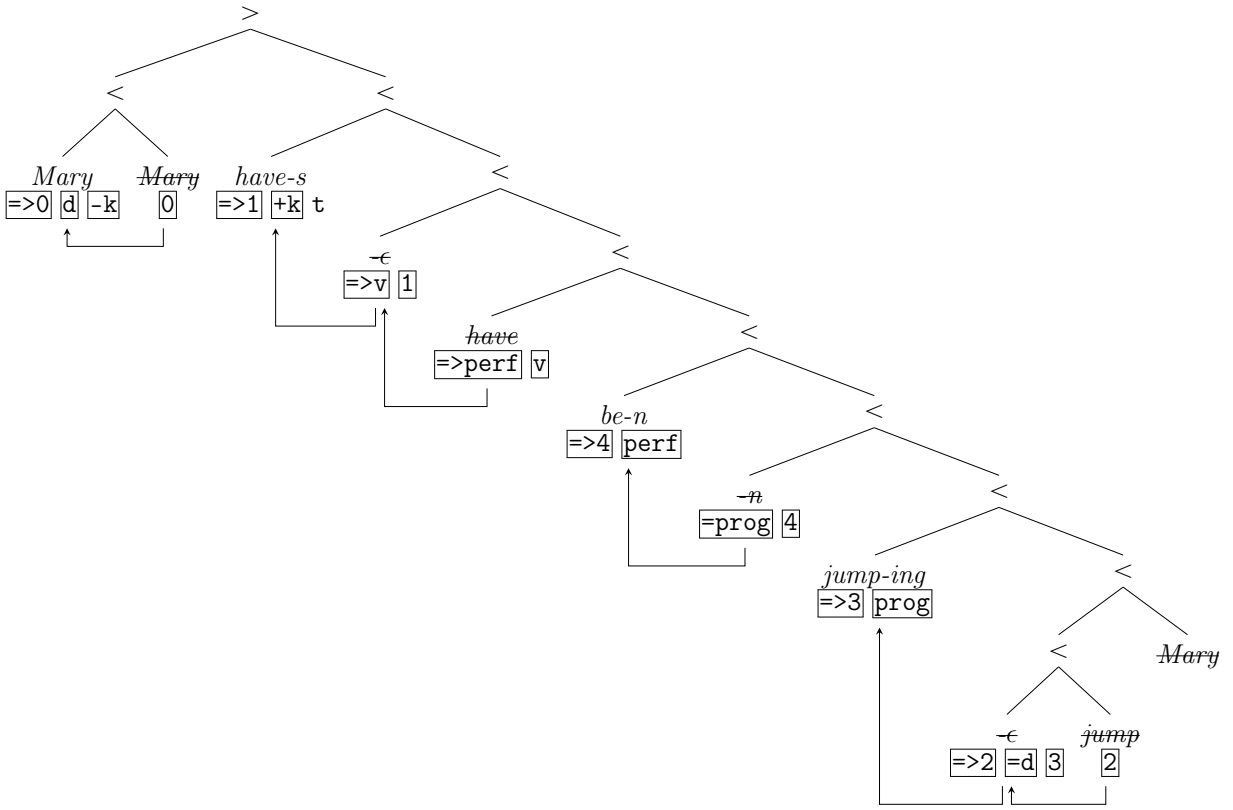 >
< <
Mary Mary have-s <
=>0 d -k 0 =>1 +k t
-ϵ <
=>v 1
have <
=>perf v
be-n <
=>4 perf
-n <
=prog 4
jump-ing <
=>3 prog
< Mary
-ϵ jump
=>2 =d 3 2